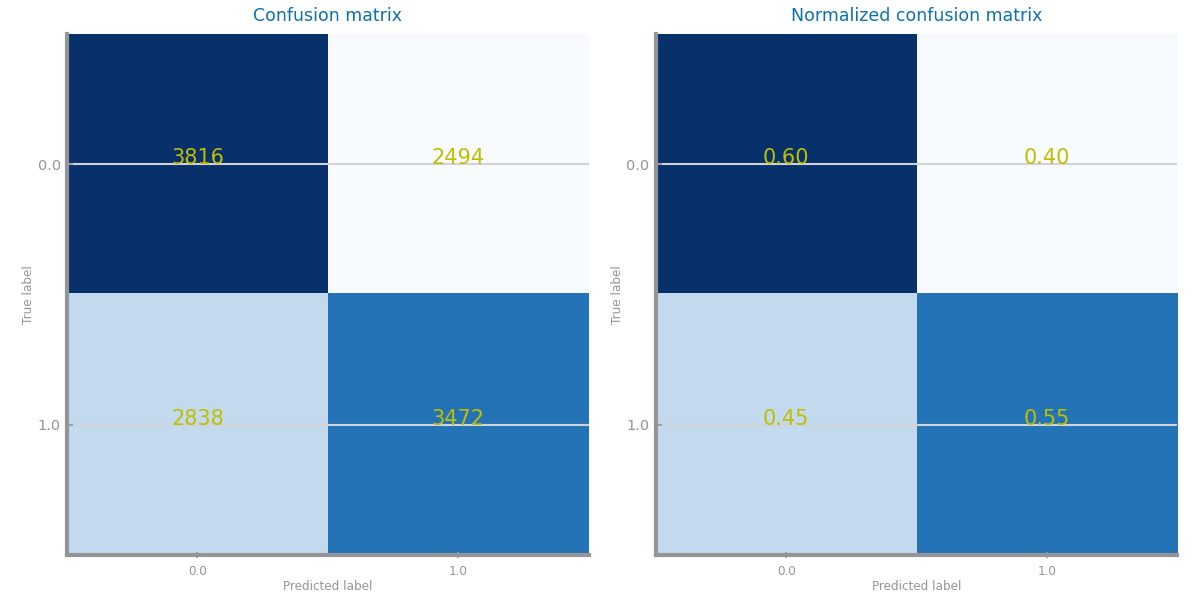 Confusion matrix
0.0
3816
2494
True label
1.0
2838
3472
0.0
1.0
Predicted label
Normalized confusion matrix
0.0
0.60
0.40
True label
1.0
0.45
0.55
0.0
1.0
Predicted label